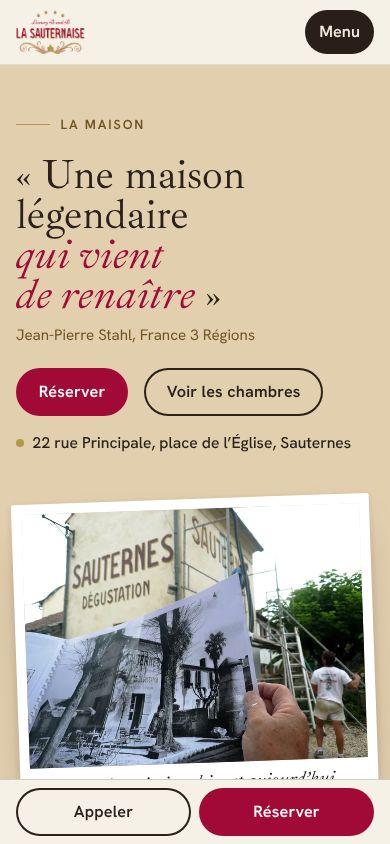 LA SAUTERNAISE
Menu
LA MAISON
« Une maison
légendaire
qui vient
de renaître »
Jean-Pierre Stahl, France 3 Régions
Réserver
Voir les chambres
22 rue Principale, place de l’Église, Sauternes
SAUTERNES
DÉGUSTATION
Appeler
Réserver